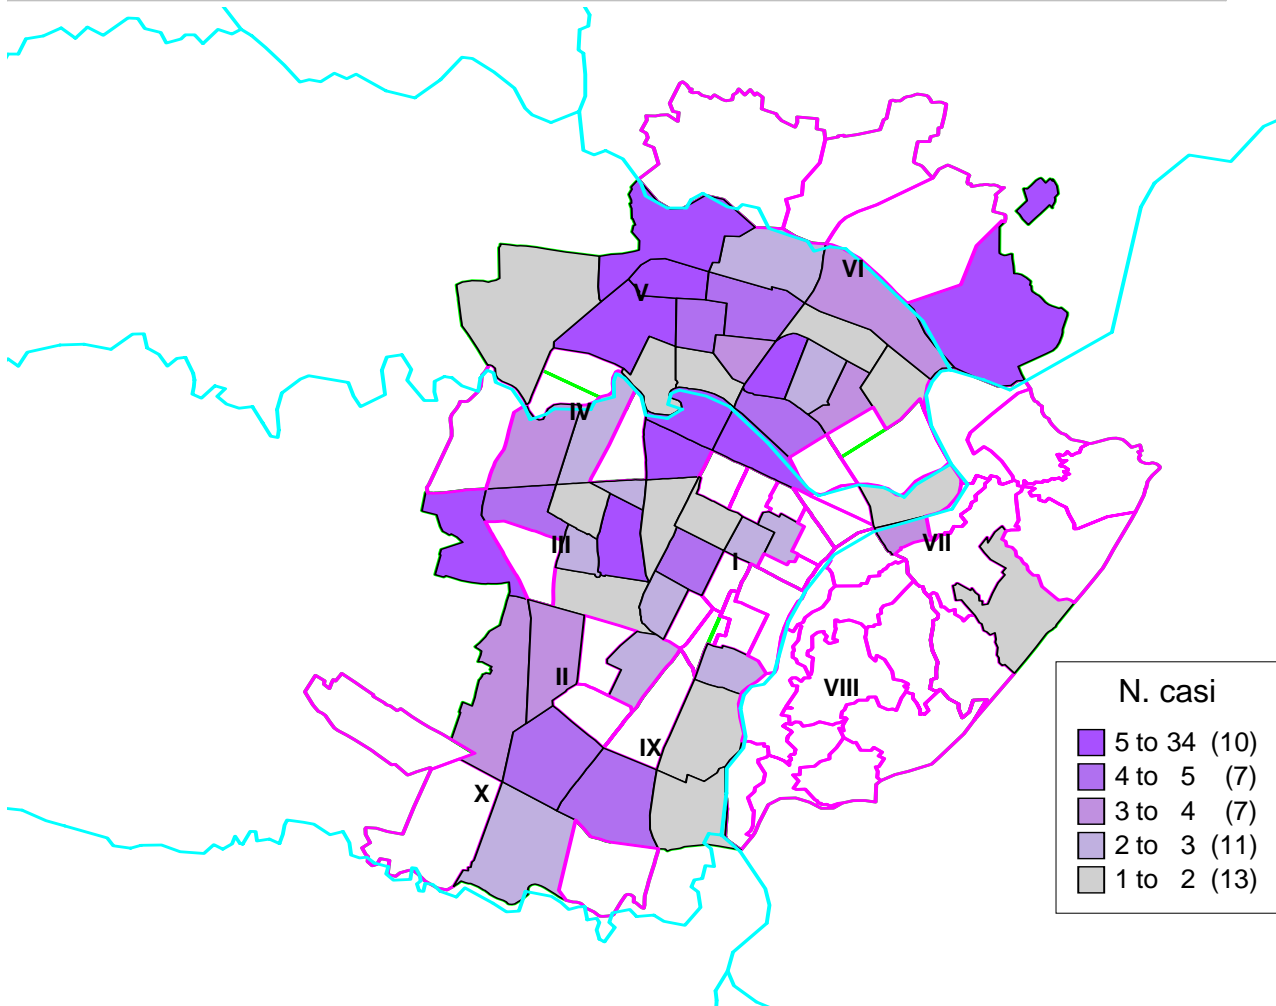 VI
V
IV
III
VII
I
II
VIII
IX
X
N. casi
5 to 34 (10)
4 to 5 (7)
3 to 4 (7)
2 to 3 (11)
1 to 2 (13)